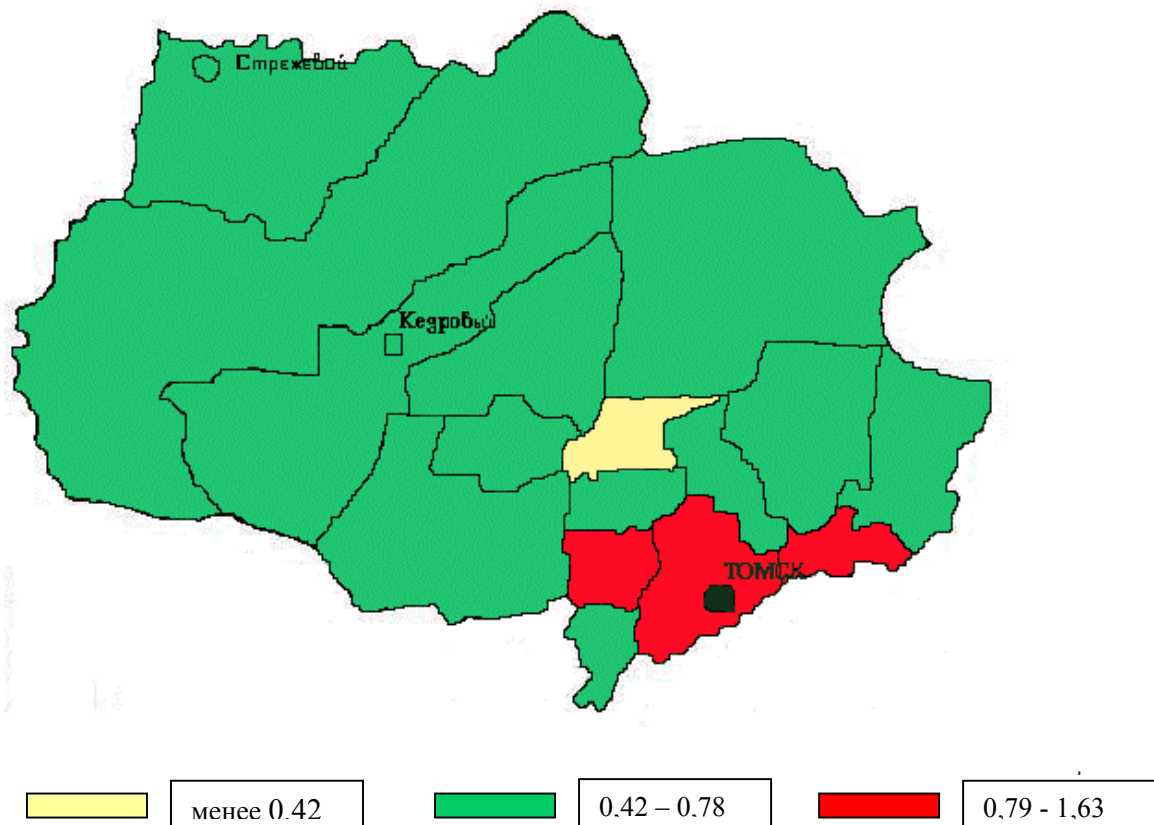 Стрежевой
Кедровый
ТОМСК
менее 0,42
0,42 – 0,78
0,79 - 1,63